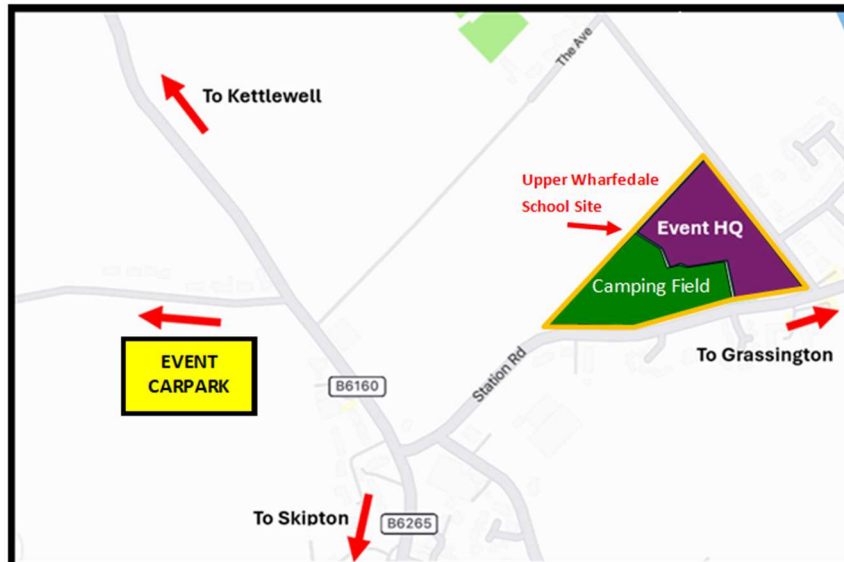 The Ave
To Kettlewell
Upper Wharfedale
School Site
Event HQ
Camping Field
EVENT
CARPARK
To Grassington
B6160
Station Rd
To Skipton
B6265